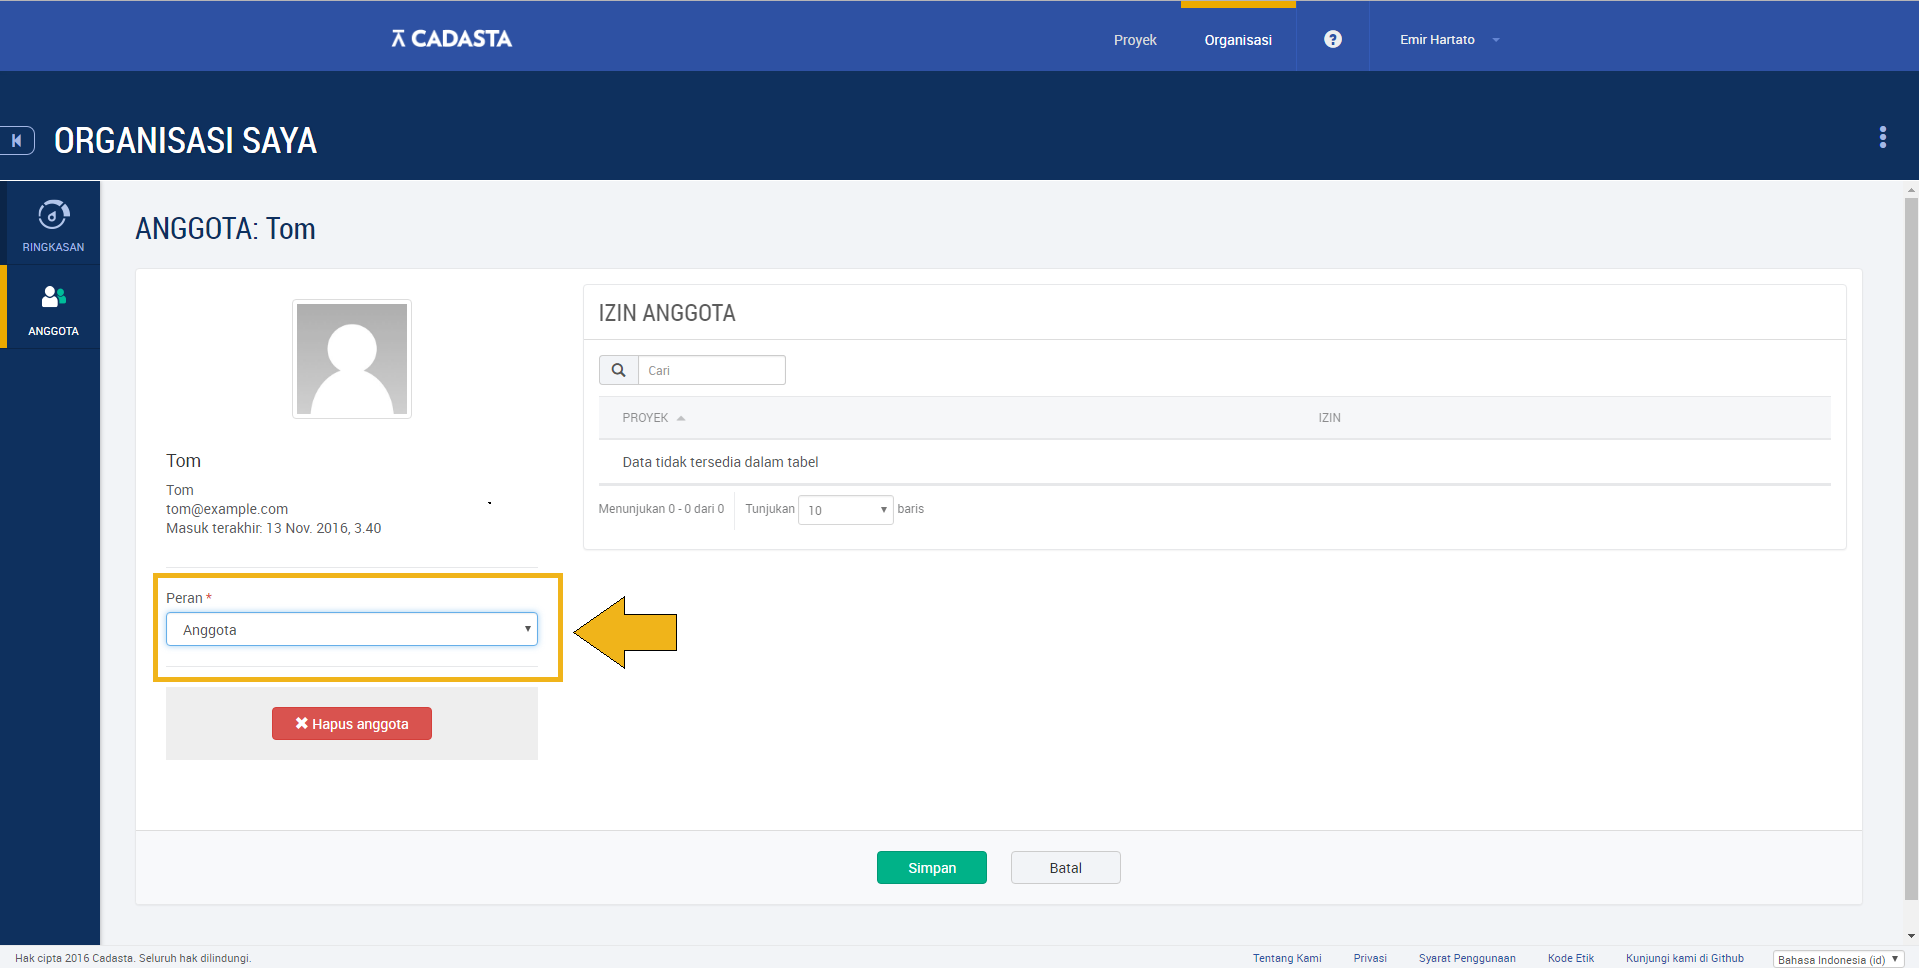 CADASTA
Proyek
Organisasi
?
Emir Hartato
ORGANISASI SAYA
RINGKASAN
ANGGOTA
ANGGOTA: Tom
Tom
Tom
tom@example.com
Masuk terakhir: 13 Nov. 2016, 3.40
Peran *
Anggota
Hapus anggota
IZIN ANGGOTA
Cari
PROYEK IZIN
Data tidak tersedia dalam tabel
Menunjukan 0 - 0 dari 0 Tunjukan 10 baris
Simpan Batal
Hak cipta 2016 Cadasta. Seluruh hak dilindungi.
Tentang Kami Privasi Syarat Penggunaan Kode Etik Kunjungi kami di Github Bahasa Indonesia (id)